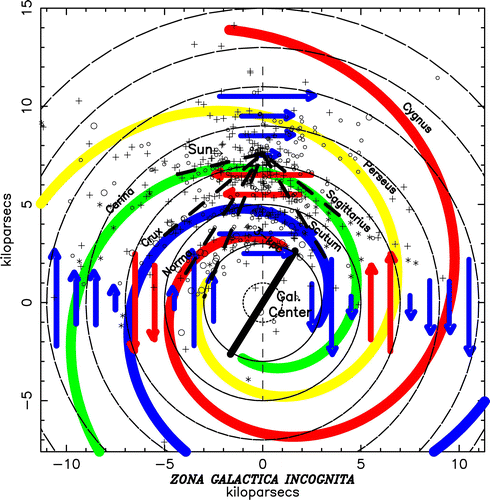 15
10
5
0
−5
kiloparsecs
Cygnus
Perseus
Sun
Carina
Sagittarius
Crux
Scutum
Norma
Gal.
Center
−10
−5
0
5
10
ZONA GALACTICA INCOGNITA
kiloparsecs